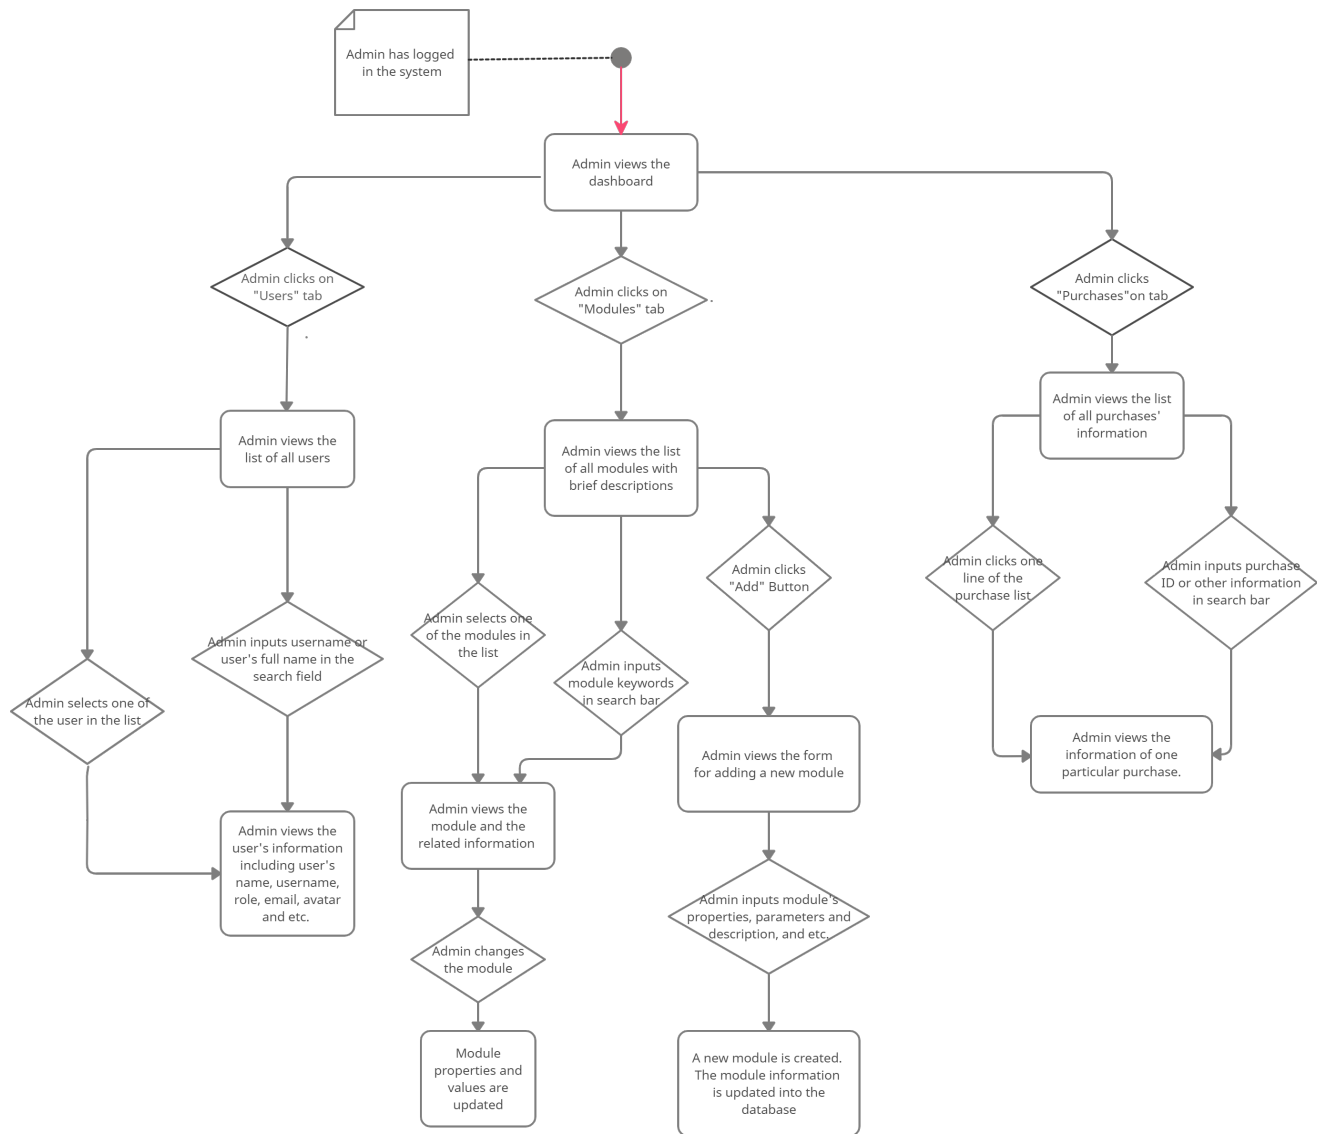 Admin has logged
in the system
Admin views the
dashboard
Admin clicks on
"Users" tab
Admin clicks on
"Modules" tab
Admin clicks
"Purchases"on tab
Admin views the
list of all users
Admin views the list
of all modules with
brief descriptions
Admin views the list
of all purchases'
information
Admin selects one of
the user in the list
Admin inputs username or
user's full name in the
search field
Admin selects one
of the modules in
the list
Admin inputs
module keywords
in search bar
Admin clicks
"Add" Button
Admin clicks one
line of the
purchase list
Admin inputs purchase
ID or other information
in search bar
Admin views the
user's information
including user's
name, username,
role, email, avatar
and etc.
Admin views the
module and the
related information
Admin views the form
for adding a new module
Admin views the
information of one
particular purchase.
Admin changes
the module
Admin inputs module's
properties, parameters and
description, and etc.
Module
properties and
values are
updated
A new module is created.
The module information
is updated into the
database